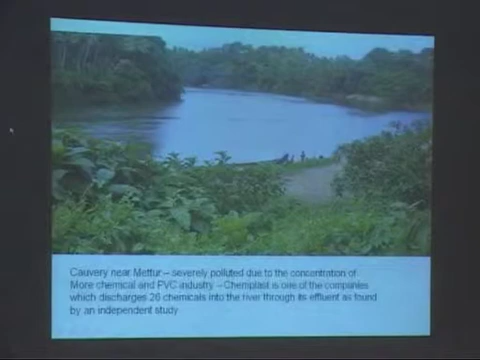 Cauvery near Mettur – severely polluted due to the concentration of
More chemical and PVC industry – Chemplast is one of the companies
which discharges 26 chemicals into the river through its effluent as found
by an independent study